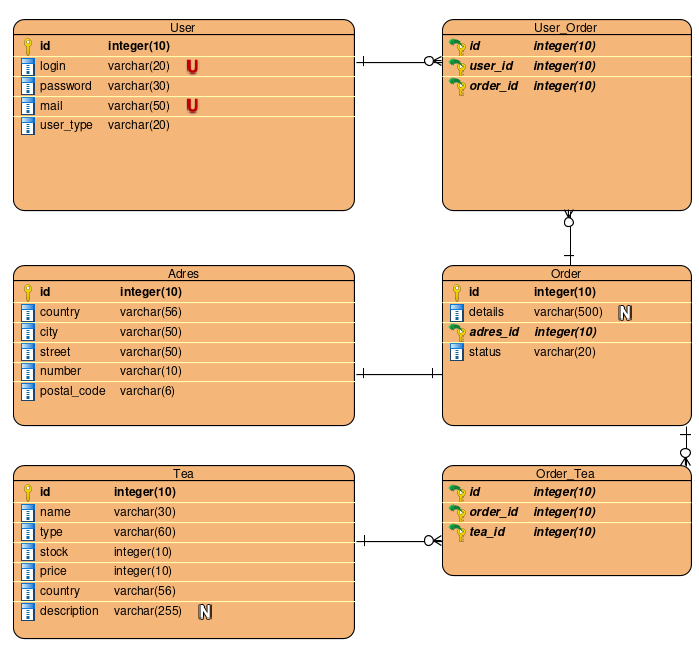 User
id integer(10)
login varchar(20) U
password varchar(30)
mail varchar(50) U
user_type varchar(20)
User_Order
id integer(10)
user_id integer(10)
order_id integer(10)
Adres
id integer(10)
country varchar(56)
city varchar(50)
street varchar(50)
number varchar(10)
postal_code varchar(6)
Order
id integer(10)
details varchar(500) N
adres_id integer(10)
status varchar(20)
Tea
id integer(10)
name varchar(30)
type varchar(60)
stock integer(10)
price integer(10)
country varchar(56)
description varchar(255) N
Order_Tea
id integer(10)
order_id integer(10)
tea_id integer(10)